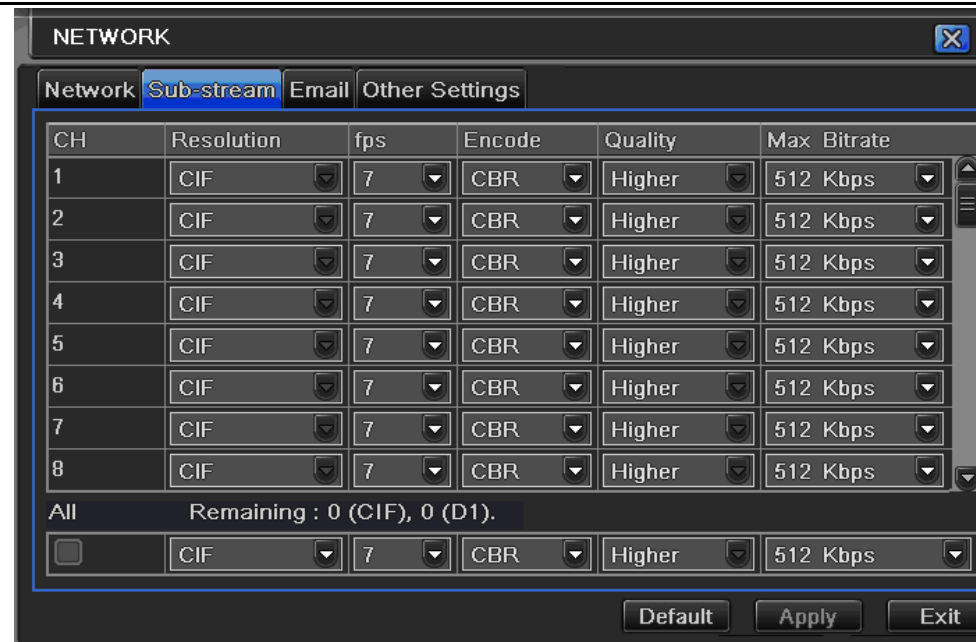 NETWORK
Network Sub-stream Email Other Settings
CH Resolution fps Encode Quality Max Bitrate
1 CIF 7 CBR Higher 512 Kbps
2 CIF 7 CBR Higher 512 Kbps
3 CIF 7 CBR Higher 512 Kbps
4 CIF 7 CBR Higher 512 Kbps
5 CIF 7 CBR Higher 512 Kbps
6 CIF 7 CBR Higher 512 Kbps
7 CIF 7 CBR Higher 512 Kbps
8 CIF 7 CBR Higher 512 Kbps
All Remaining : 0 (CIF), 0 (D1).
CIF 7 CBR Higher 512 Kbps
Default Apply Exit